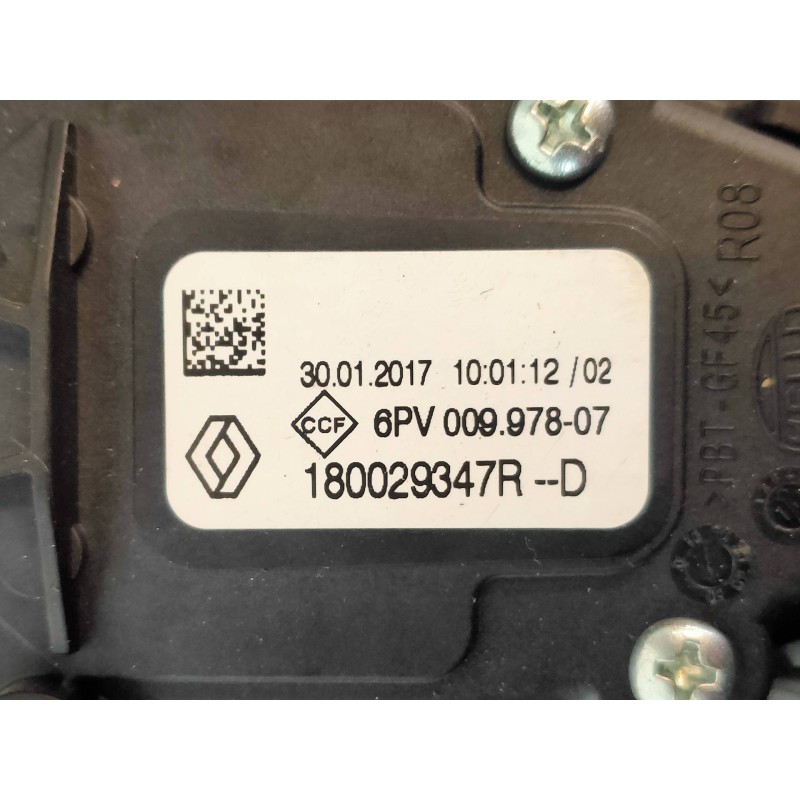 30.01.2017 10:01:12 / 02
CCF 6PV 009.978-07
180029347R --D
>PBT-GF45< R08